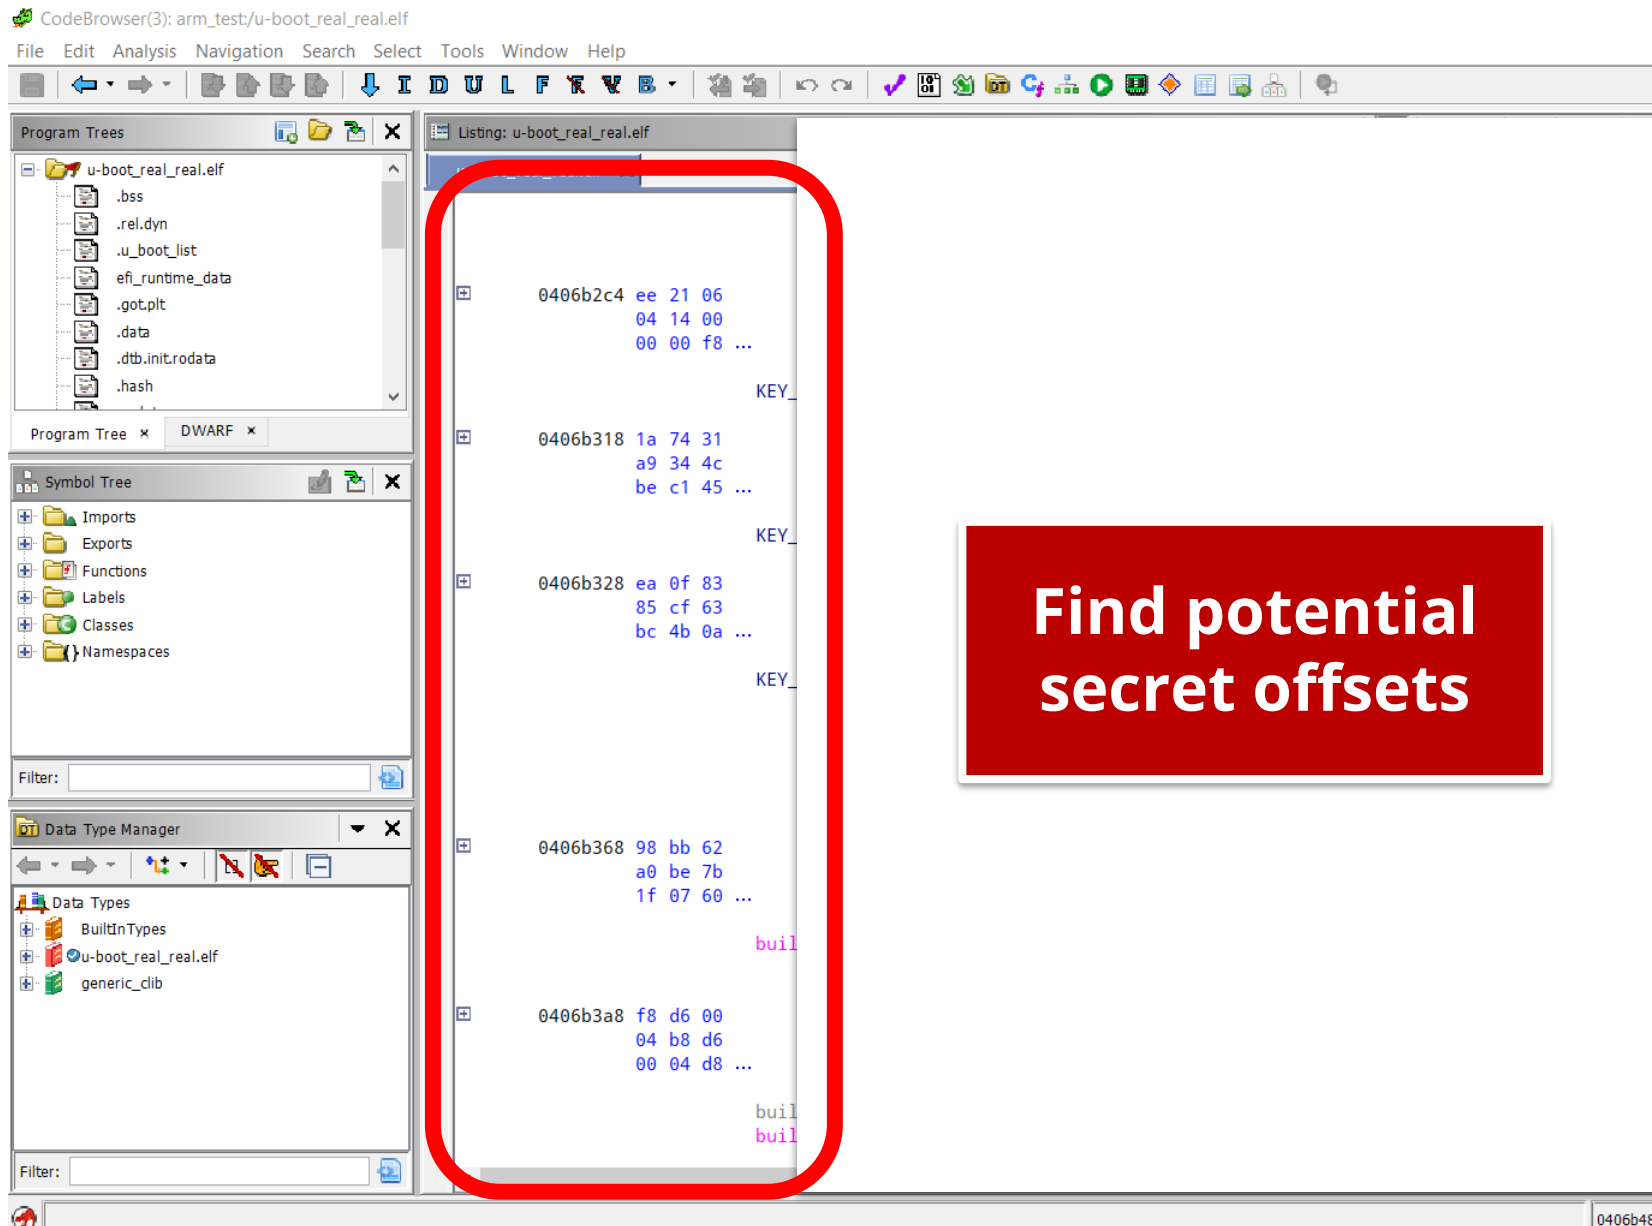 CodeBrowser(3): arm_test:/u-boot_real_real.elf
File Edit Analysis Navigation Search Select Tools Window Help
I D U L F B
Program Trees
u-boot_real_real.elf
.bss
.rel.dyn
.u_boot_list
efi_runtime_data
.got.plt
.data
.dtb.init.rodata
.hash
Program Tree DWARF
Symbol Tree
Imports
Exports
Functions
Labels
Classes
Namespaces
Filter:
Data Type Manager
Data Types
BuiltInTypes
u-boot_real_real.elf
generic_clib
Filter:
Listing: u-boot_real_real.elf
0406b2c4 ee 21 06
04 14 00
00 00 f8 ...
KEY_
0406b318 1a 74 31
a9 34 4c
be c1 45 ...
KEY_
0406b328 ea 0f 83
85 cf 63
bc 4b 0a ...
KEY_
0406b368 98 bb 62
a0 be 7b
1f 07 60 ...
buil
0406b3a8 f8 d6 00
04 b8 d6
00 04 d8 ...
buil
buil
Find potential
secret offsets
0406b48